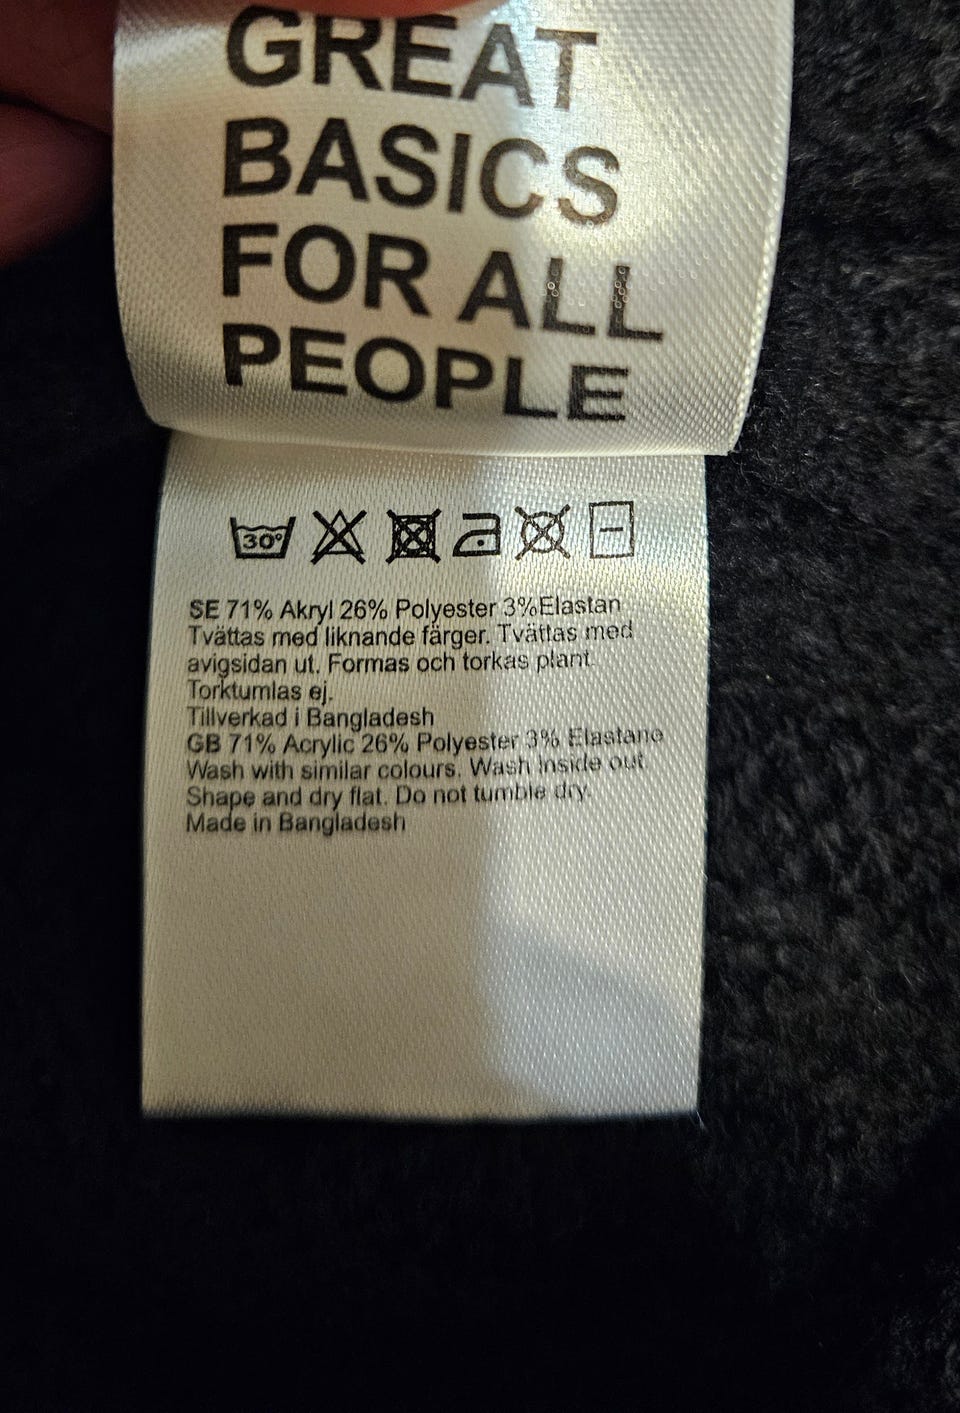 GREAT
BASICS
FOR ALL
PEOPLE
30°
SE 71% Akryl 26% Polyester 3%Elastan
Tvättas med liknande färger. Tvättas med
avigsidan ut. Formas och torkas plant.
Torktumlas ej.
Tillverkad i Bangladesh
GB 71% Acrylic 26% Polyester 3% Elastane
Wash with similar colours. Wash inside out.
Shape and dry flat. Do not tumble dry.
Made in Bangladesh